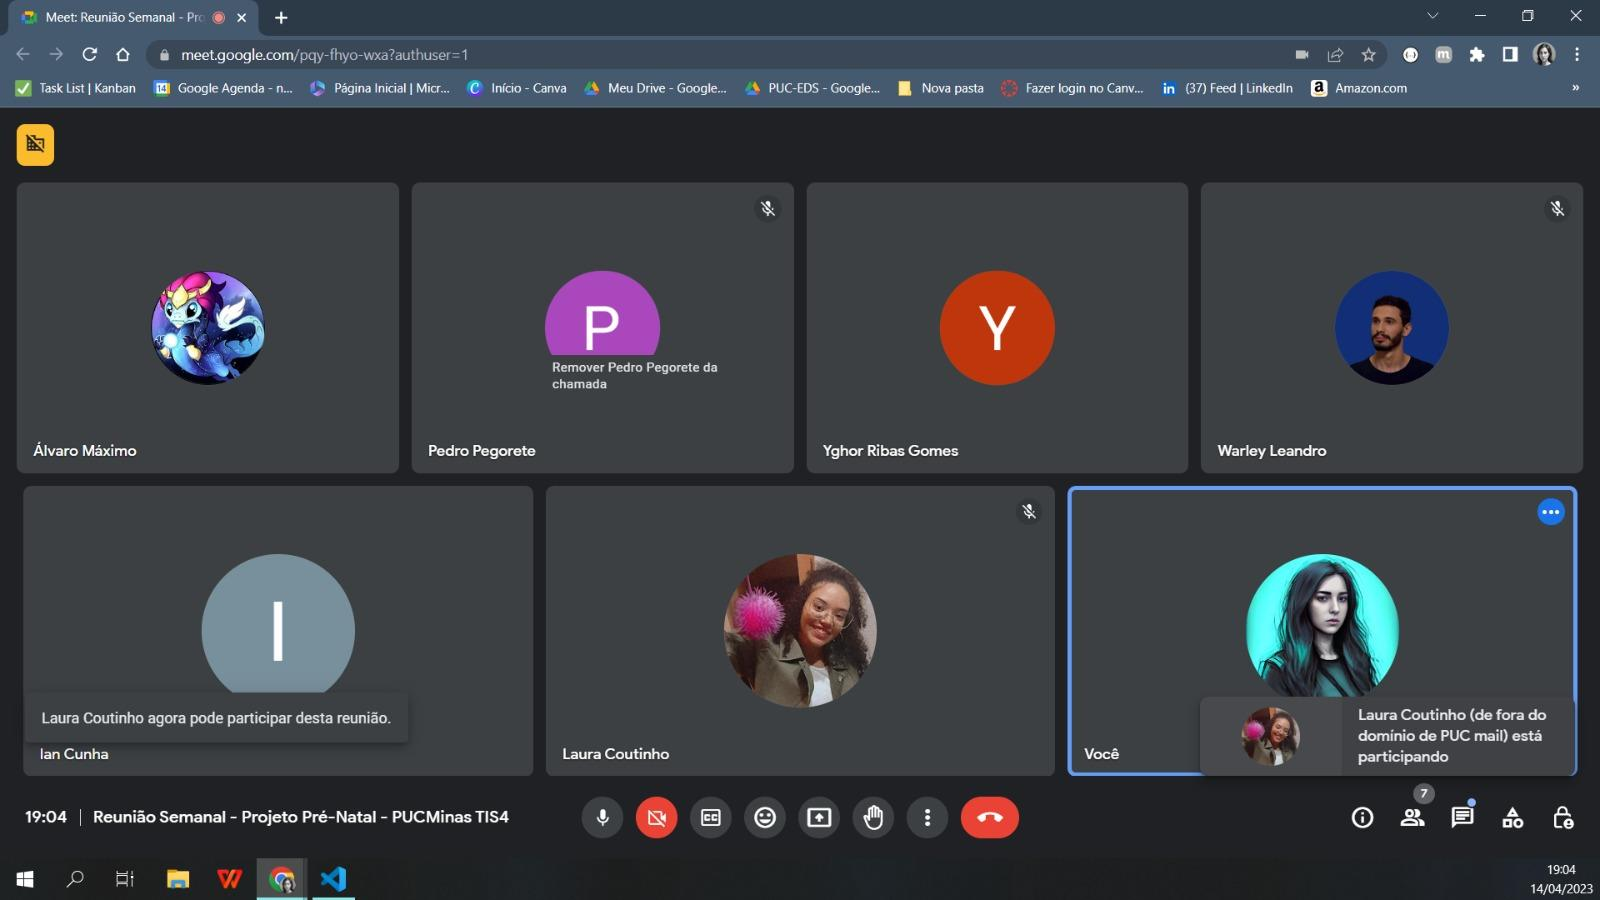 Meet: Reunião Semanal - Pro
meet.google.com/pqy-fhyo-wxa?authuser=1
m
Task List | Kanban
14
Google Agenda - n...
Página Inicial | Micr...
Início - Canva
Meu Drive - Google...
PUC-EDS - Google...
Nova pasta
Fazer login no Canv...
in
(37) Feed | LinkedIn
a
Amazon.com
»
P
Remover Pedro Pegorete da
chamada
Y
Álvaro Máximo
Pedro Pegorete
Yghor Ribas Gomes
Warley Leandro
I
Laura Coutinho agora pode participar desta reunião.
Ian Cunha
Laura Coutinho
Você
Laura Coutinho (de fora do
domínio de PUC mail) está
participando
19:04 | Reunião Semanal - Projeto Pré-Natal - PUCMinas TIS4
CC
7
W
19:04
14/04/2023